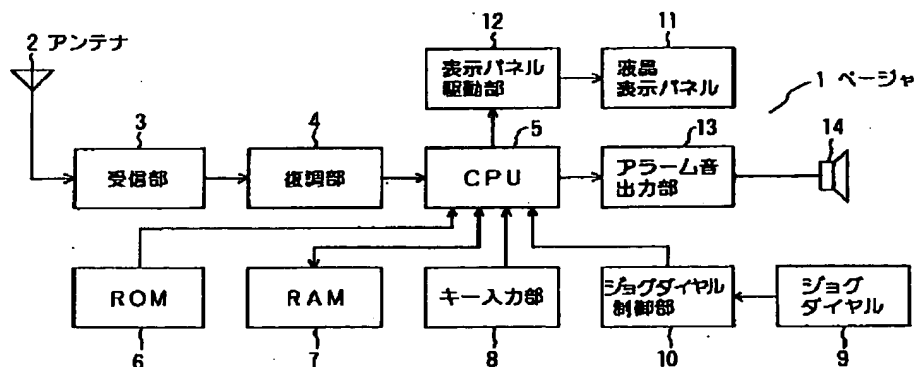 2 アンテナ
12
11
表示パネル
駆動部
液晶
表示パネル
1 ページャ
3
4
5
13
14
受信部
復調部
CPU
アラーム音
出力部
ROM
RAM
キー入力部
ジョグダイヤル
制御部
ジョグ
ダイヤル
6
7
8
10
9